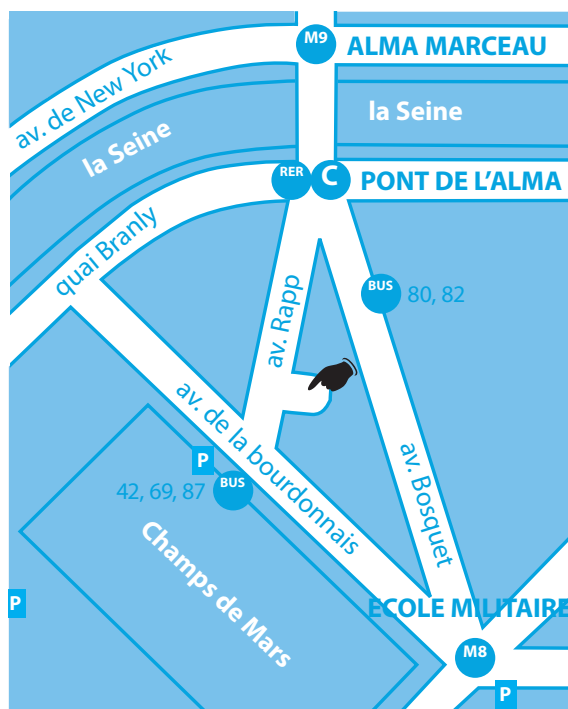 M9
ALMA MARCEAU
av. de New York
la Seine
la Seine
RER
C
PONT DE L'ALMA
quai Branly
BUS
80, 82
av. Rapp
av. de la bourdonnais
av. Bosquet
P
BUS
42, 69, 87
Champs de Mars
P
ECOLE MILITAIRE
M8
P